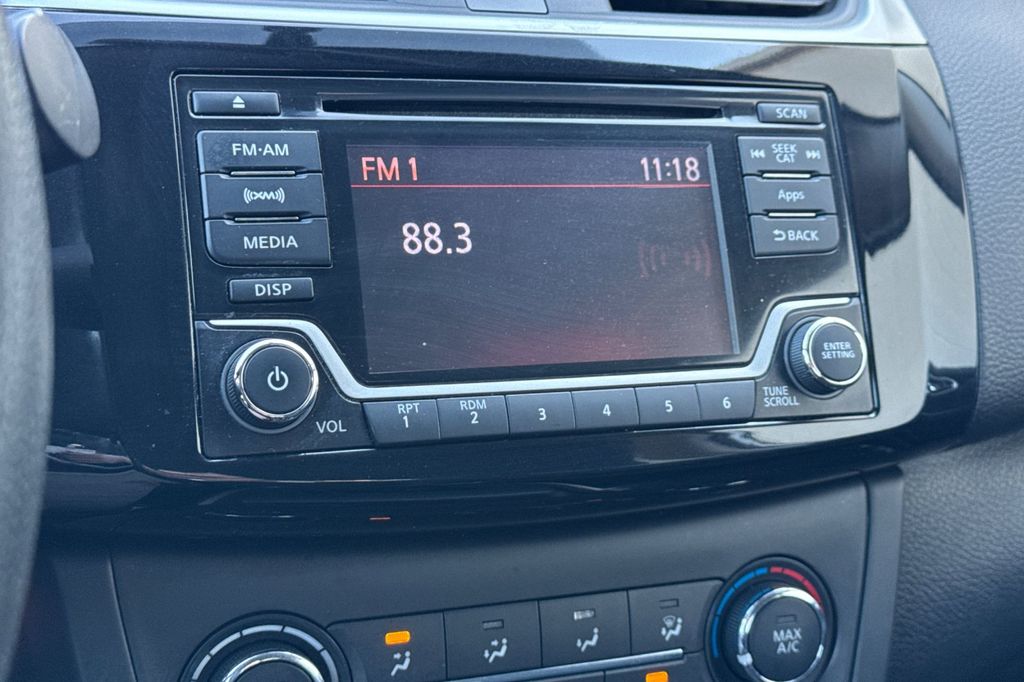 SCAN
FM·AM
SEEK
CAT
FM 1 11:18
XM
Apps
88.3
MEDIA
BACK
DISP
ENTER
SETTING
VOL
RPT
1
RDM
2
3
4
5
6
TUNE
SCROLL
MAX
A/C